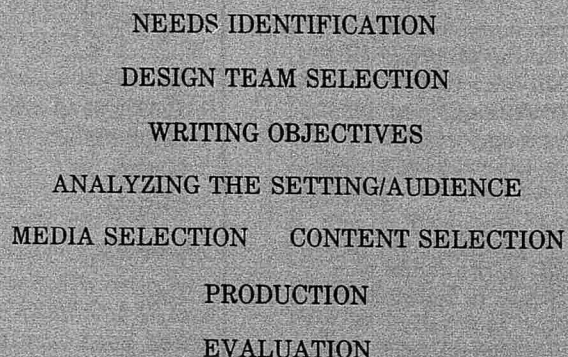 NEEDS IDENTIFICATION
DESIGN TEAM SELECTION
WRITING OBJECTIVES
ANALYZING THE SETTING/AUDIENCE
MEDIA SELECTION CONTENT SELECTION
PRODUCTION
EVALUATION